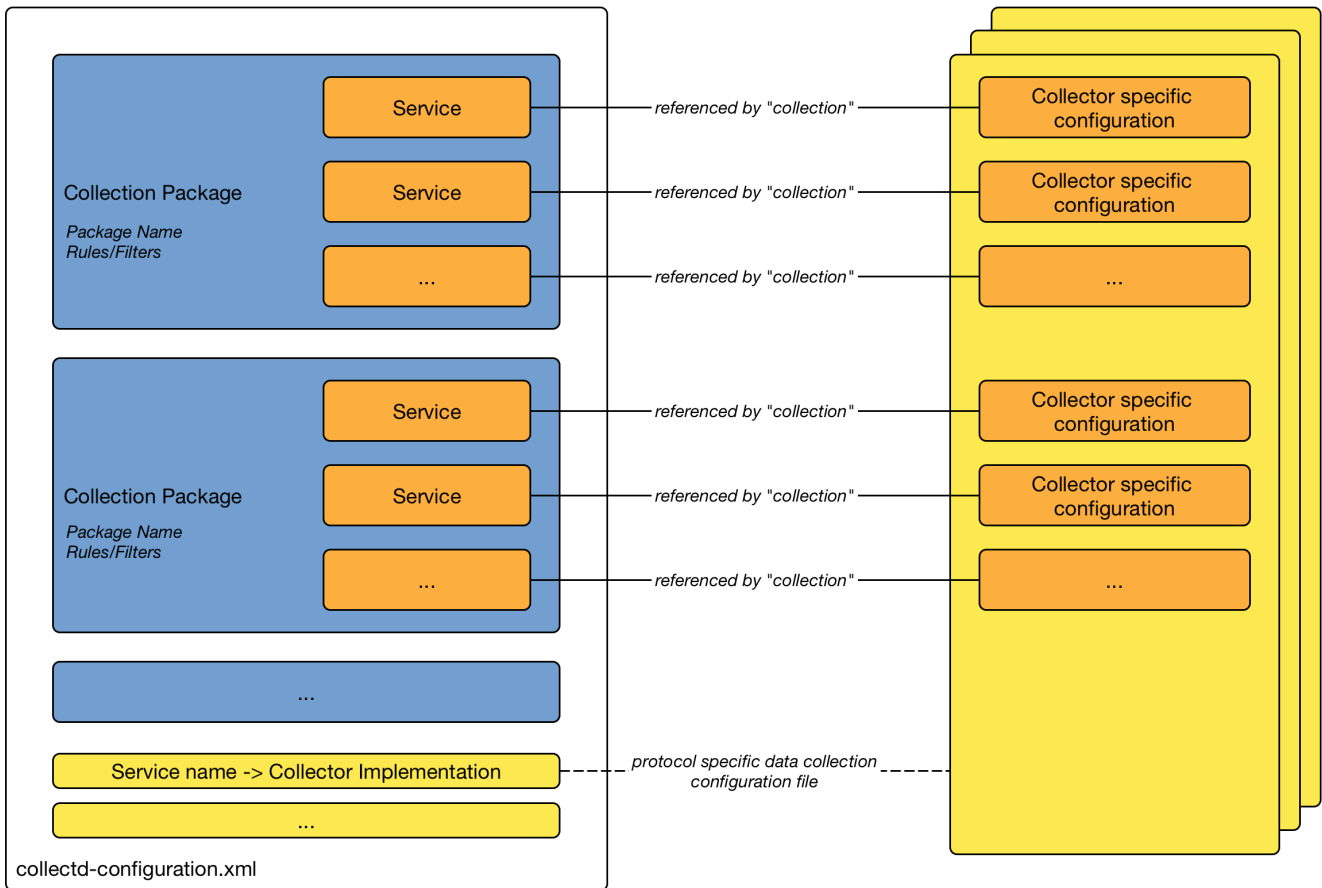 Service
referenced by "collection"
Collector specific
configuration
Collection Package
Package Name
Rules/Filters
Service
referenced by "collection"
Collector specific
configuration
...
referenced by "collection"
...
Service
referenced by "collection"
Collector specific
configuration
Collection Package
Package Name
Rules/Filters
Service
referenced by "collection"
Collector specific
configuration
...
referenced by "collection"
...
...
Service name -> Collector Implementation
protocol specific data collection
configuration file
...
collectd-configuration.xml